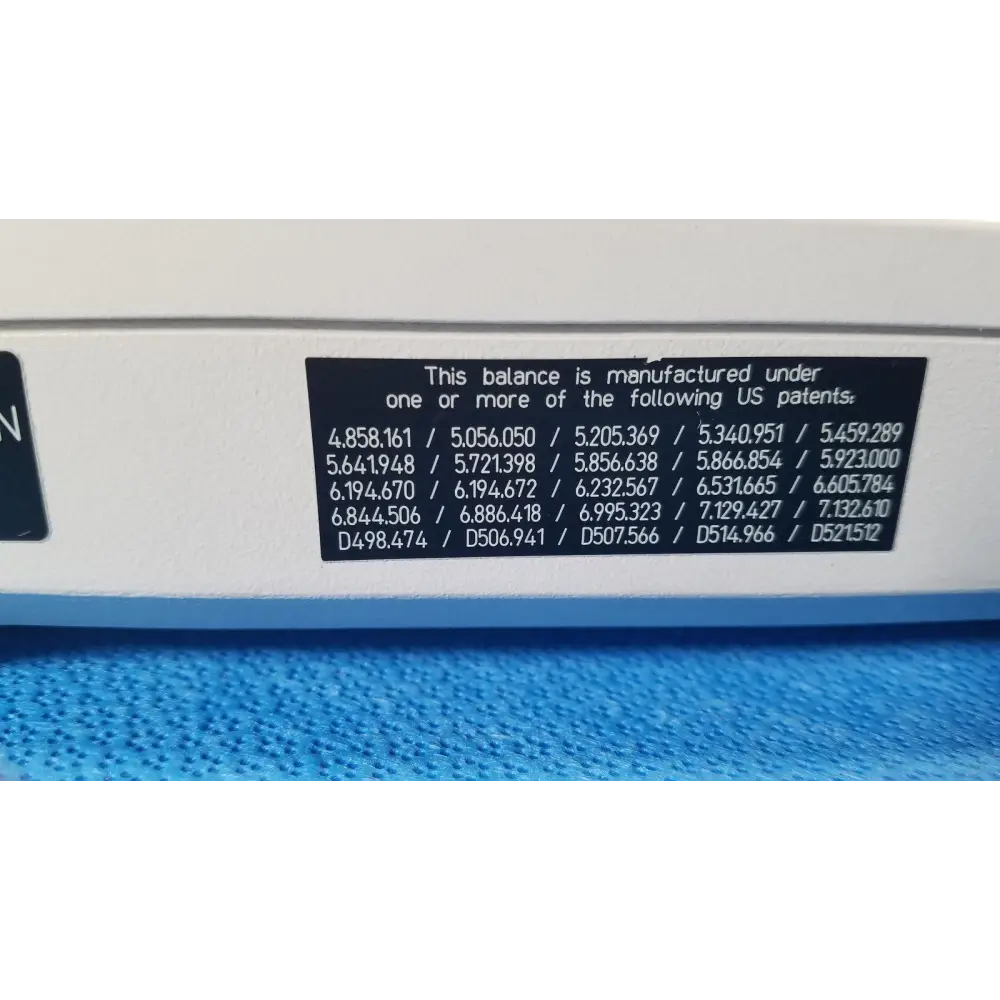 N
This balance is manufactured under
one or more of the following US patents:
4.858.161 / 5.056.050 / 5.205.369 / 5.340.951 / 5.459.289
5.641.948 / 5.721.398 / 5.856.638 / 5.866.854 / 5.923.000
6.194.670 / 6.194.672 / 6.232.567 / 6.531.665 / 6.605.784
6.844.506 / 6.886.418 / 6.995.323 / 7.129.427 / 7.132.610
D498.474 / D506.941 / D507.566 / D514.966 / D521.512